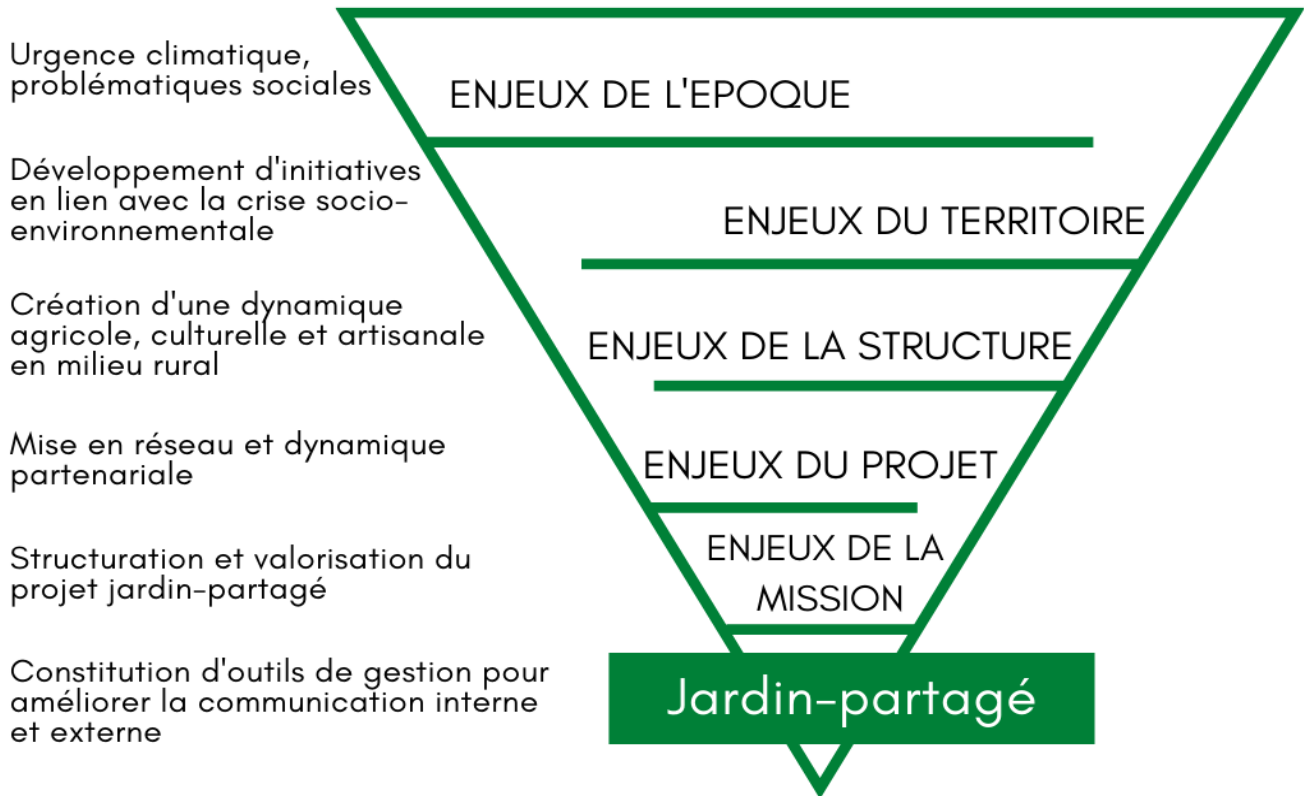 Urgence climatique,
problématiques sociales
ENJEUX DE L'EPOQUE
Développement d'initiatives
en lien avec la crise socio-
environnementale
ENJEUX DU TERRITOIRE
Création d'une dynamique
agricole, culturelle et artisanale
en milieu rural
ENJEUX DE LA STRUCTURE
Mise en réseau et dynamique
partenariale
ENJEUX DU PROJET
Structuration et valorisation du
projet jardin-partagé
ENJEUX DE LA
MISSION
Constitution d'outils de gestion pour
améliorer la communication interne
et externe
Jardin-partagé